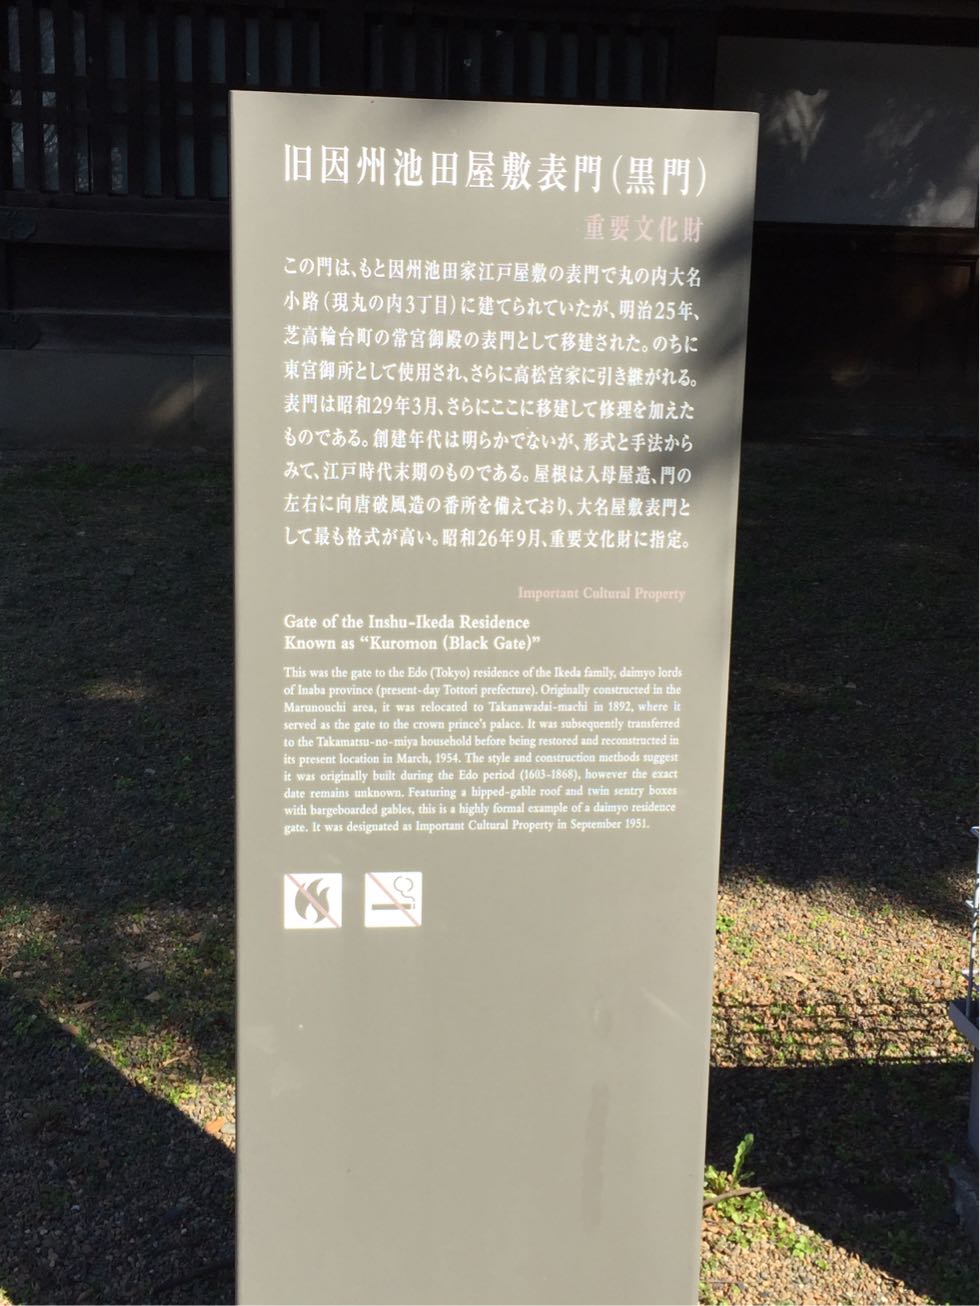 旧因州池田屋敷表門(黒門)
重要文化財
この門は、もと因州池田家江戸屋敷の表門で丸の内大名
小路(現丸の内3丁目)に建てられていたが、明治25年、
芝高輪台町の常宮御殿の表門として移建された。のちに
東宮御所として使用され、さらに高松宮家に引き継がれる。
表門は昭和29年3月、さらにここに移建して修理を加えた
ものである。創建年代は明らかでないが、形式と手法から
みて、江戸時代末期のものである。屋根は入母屋造、門の
左右に向唐破風造の番所を備えており、大名屋敷表門と
して最も格式が高い。昭和26年9月、重要文化財に指定。
Important Cultural Property
Gate of the Inshu-Ikeda Residence
Known as “Kuromon (Black Gate)”
This was the gate to the Edo (Tokyo) residence of the Ikeda family, daimyo lords
of Inaba province (present-day Tottori prefecture). Originally constructed in the
Marunouchi area, it was relocated to Takanawadai-machi in 1892, where it
served as the gate to the crown prince’s palace. It was subsequently transferred
to the Takamatsu-no-miya household before being restored and reconstructed in
its present location in March, 1954. The style and construction methods suggest
it was originally built during the Edo period (1603-1868), however the exact
date remains unknown. Featuring a hipped-gable roof and twin sentry boxes
with bargeboarded gables, this is a highly formal example of a daimyo residence
gate. It was designated as Important Cultural Property in September 1951.